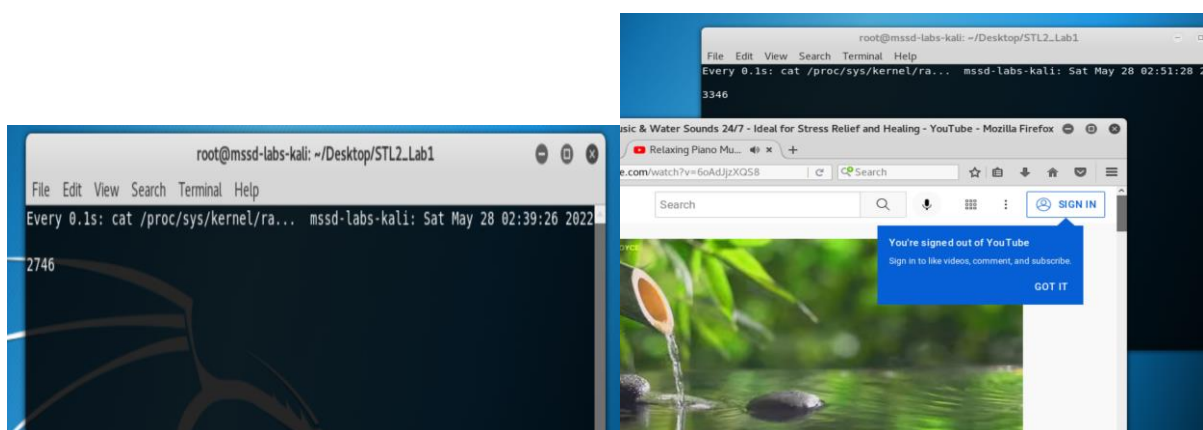 root@mssd-labs-kali: ~/Desktop/STL2_Lab1
File Edit View Search Terminal Help
Every 0.1s: cat /proc/sys/kernel/ra... mssd-labs-kali: Sat May 28 02:39:26 2022
2746
root@mssd-labs-kali: ~/Desktop/STL2_Lab1
File Edit View Search Terminal Help
Every 0.1s: cat /proc/sys/kernel/ra... mssd-labs-kali: Sat May 28 02:51:28 2
3346
usic & Water Sounds 24/7 - Ideal for Stress Relief and Healing - YouTube - Mozilla Firefox
Relaxing Piano Mu...
e.com/watch?v=6oAdJjzXQS8
Search
Search
SIGN IN
You're signed out of YouTube
Sign in to like videos, comment, and subscribe.
GOT IT